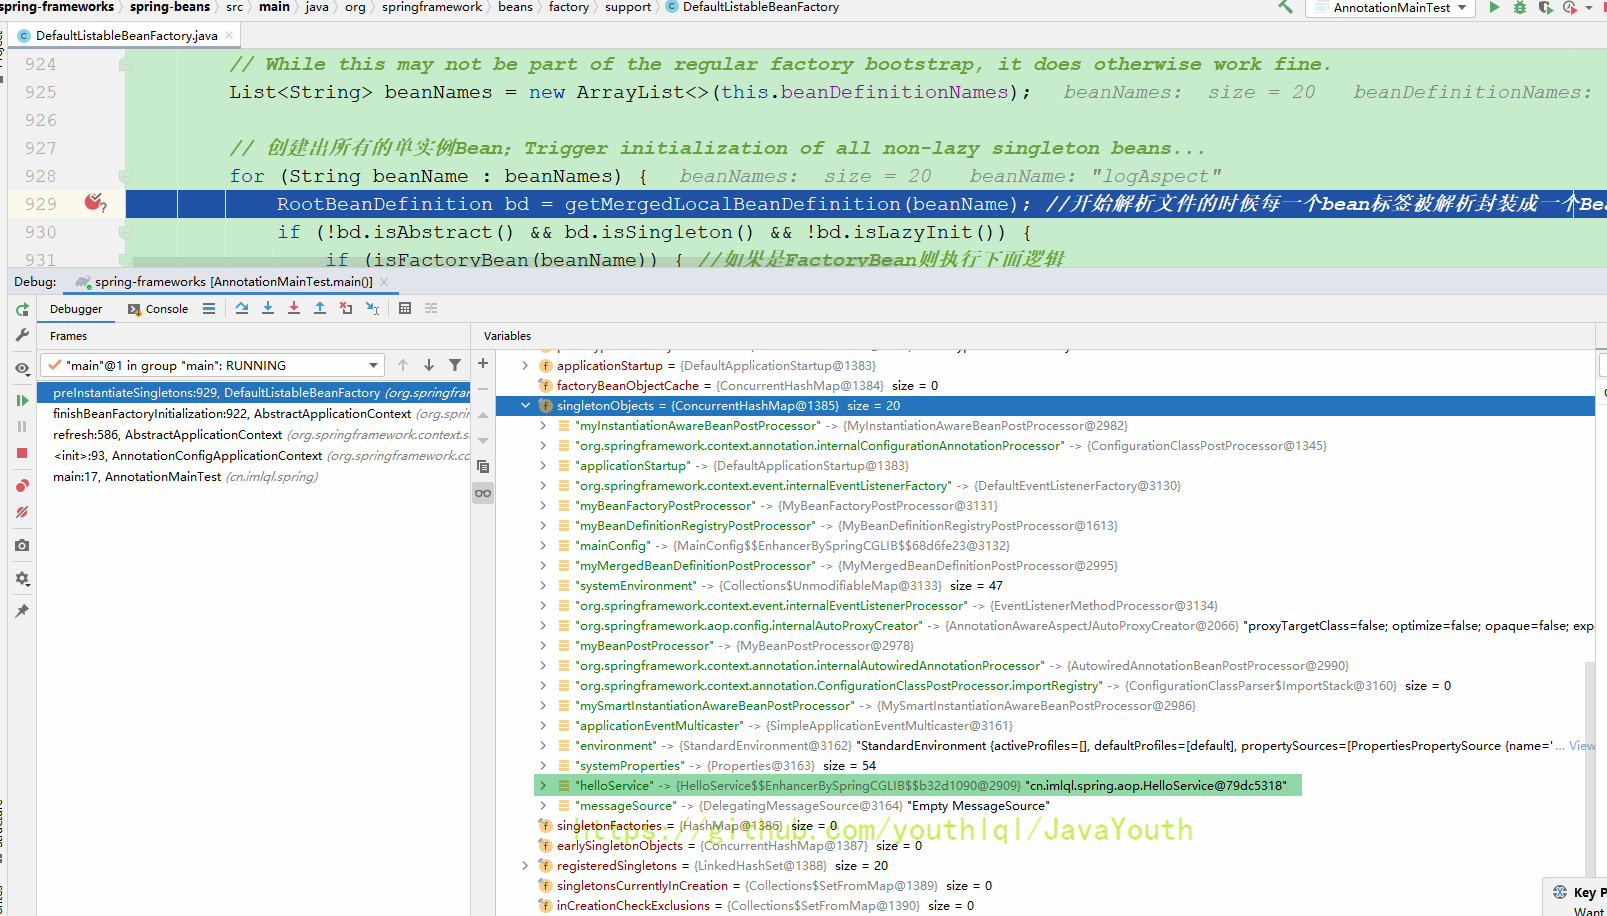 spring-frameworks › spring-beans › src › main › java › org › springframework › beans › factory › support › DefaultListableBeanFactory
AnnotationMainTest
DefaultListableBeanFactory.java
924 // While this may not be part of the regular factory bootstrap, it does otherwise work fine.
925 List<String> beanNames = new ArrayList<>(this.beanDefinitionNames); beanNames: size = 20 beanDefinitionNames:
926
927 // 创建出所有的单实例Bean; Trigger initialization of all non-lazy singleton beans...
928 for (String beanName : beanNames) { beanNames: size = 20 beanName: "logAspect"
929 RootBeanDefinition bd = getMergedLocalBeanDefinition(beanName); //开始解析文件的时候每一个bean标签被解析封装成一个Bea
930 if (!bd.isAbstract() && bd.isSingleton() && !bd.isLazyInit()) {
931 if (isFactoryBean(beanName)) { //如果是FactoryBean则执行下面逻辑
Debug: spring-frameworks [AnnotationMainTest.main()]
Debugger Console
Frames
"main"@1 in group "main": RUNNING
preInstantiateSingletons:929, DefaultListableBeanFactory (org.springfran
finishBeanFactoryInitialization:922, AbstractApplicationContext (org.sprin
refresh:586, AbstractApplicationContext (org.springframework.context.s
<init>:93, AnnotationConfigApplicationContext (org.springframework.cc
main:17, AnnotationMainTest (cn.imlql.spring)
Variables
applicationStartup = {DefaultApplicationStartup@1383}
factoryBeanObjectCache = {ConcurrentHashMap@1384} size = 0
singletonObjects = {ConcurrentHashMap@1385} size = 20
"myInstantiationAwareBeanPostProcessor" -> {MyInstantiationAwareBeanPostProcessor@2982}
"org.springframework.context.annotation.internalConfigurationAnnotationProcessor" -> {ConfigurationClassPostProcessor@1345}
"applicationStartup" -> {DefaultApplicationStartup@1383}
"org.springframework.context.event.internalEventListenerFactory" -> {DefaultEventListenerFactory@3130}
"myBeanFactoryPostProcessor" -> {MyBeanFactoryPostProcessor@3131}
"myBeanDefinitionRegistryPostProcessor" -> {MyBeanDefinitionRegistryPostProcessor@1613}
"mainConfig" -> {MainConfig$$EnhancerBySpringCGLIB$$68d6fe23@3132}
"myMergedBeanDefinitionPostProcessor" -> {MyMergedBeanDefinitionPostProcessor@2995}
"systemEnvironment" -> {Collections$UnmodifiableMap@3133} size = 47
"org.springframework.context.event.internalEventListenerProcessor" -> {EventListenerMethodProcessor@3134}
"org.springframework.aop.config.internalAutoProxyCreator" -> {AnnotationAwareAspectJAutoProxyCreator@2066} "proxyTargetClass=false; optimize=false; opaque=false; exp
"myBeanPostProcessor" -> {MyBeanPostProcessor@2978}
"org.springframework.context.annotation.internalAutowiredAnnotationProcessor" -> {AutowiredAnnotationBeanPostProcessor@2990}
"org.springframework.context.annotation.ConfigurationClassPostProcessor.importRegistry" -> {ConfigurationClassParser$ImportStack@3160} size = 0
"mySmartInstantiationAwareBeanPostProcessor" -> {MySmartInstantiationAwareBeanPostProcessor@2986}
"applicationEventMulticaster" -> {SimpleApplicationEventMulticaster@3161}
"environment" -> {StandardEnvironment@3162} "StandardEnvironment {activeProfiles=[], defaultProfiles=[default], propertySources=[PropertiesPropertySource {name='... View
"systemProperties" -> {Properties@3163} size = 54
"helloService" -> {HelloService$$EnhancerBySpringCGLIB$$b32d1090@2909} "cn.imlql.spring.aop.HelloService@79dc5318"
"messageSource" -> {DelegatingMessageSource@3164} "Empty MessageSource"
singletonFactories = {HashMap@1386} size = 0
https://github.com/youthlql/JavaYouth
earlySingletonObjects = {ConcurrentHashMap@1387} size = 0
registeredSingletons = {LinkedHashSet@1388} size = 20
singletonsCurrentlyInCreation = {Collections$SetFromMap@1389} size = 0
inCreationCheckExclusions = {Collections$SetFromMap@1390} size = 0
Key P
Want